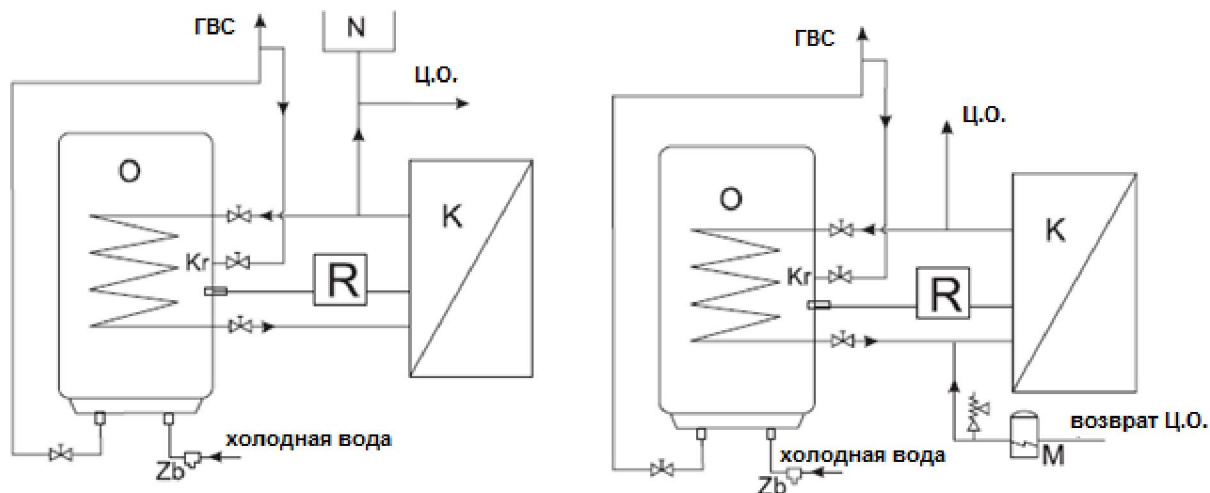 ГВС
N
Ц.О.
O
K
Kr
R
холодная вода
Zb
ГВС
Ц.О.
O
K
Kr
R
возврат Ц.О.
M
холодная вода
Zb